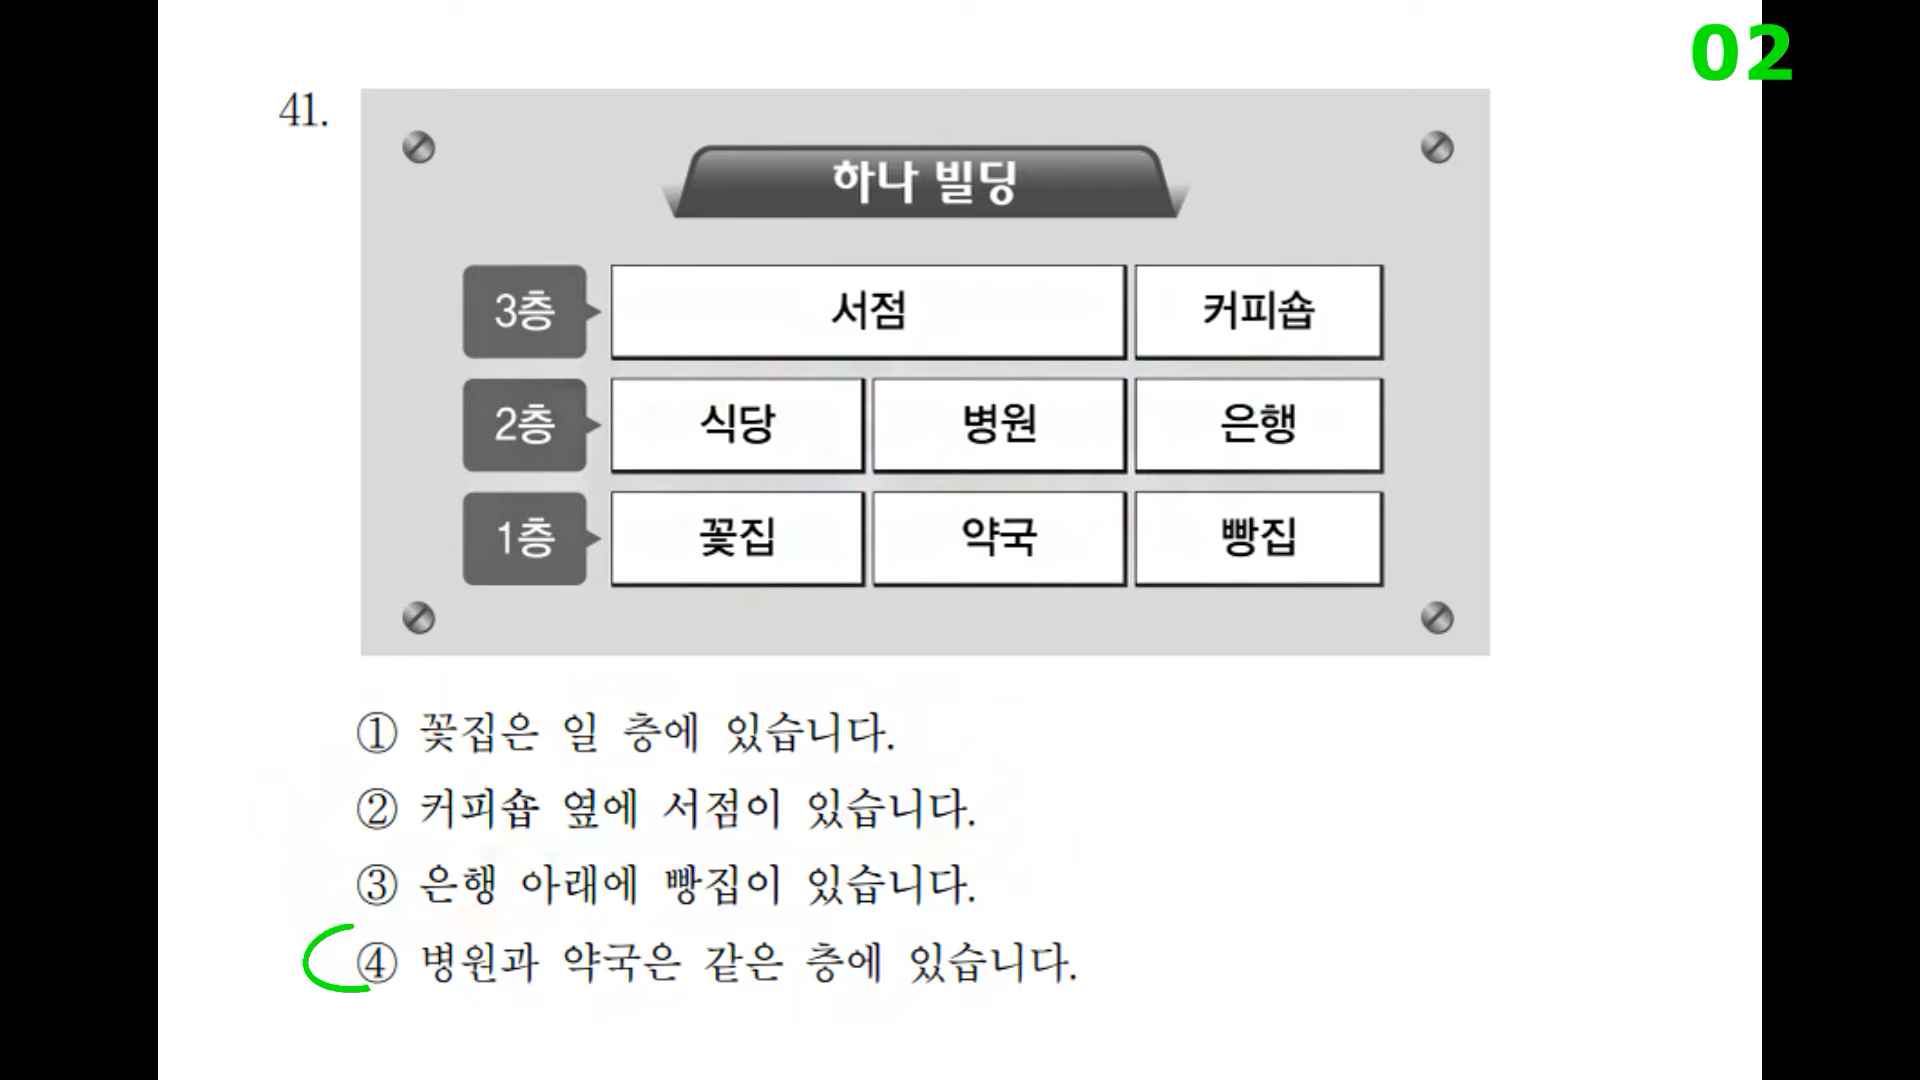 02
41.
하나 빌딩
3층 서점 커피숍
2층 식당 병원 은행
1층 꽃집 약국 빵집
① 꽃집은 일 층에 있습니다.
② 커피숍 옆에 서점이 있습니다.
③ 은행 아래에 빵집이 있습니다.
④ 병원과 약국은 같은 층에 있습니다.